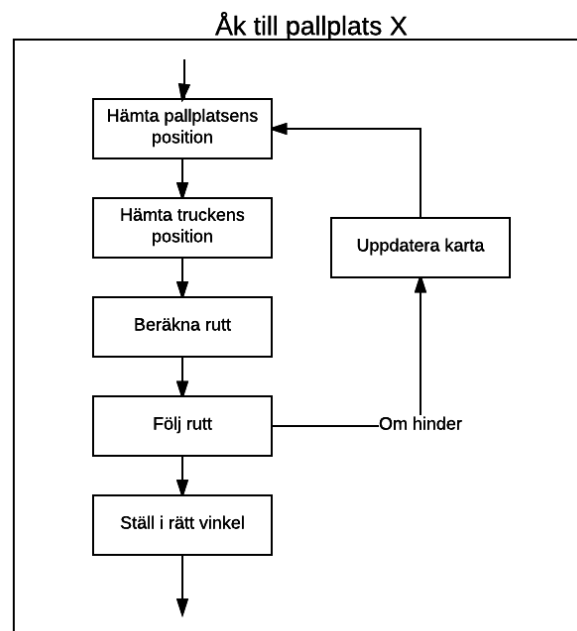 Åk till pallplats X
Hämta pallplatsens
position
Hämta truckens
position
Uppdatera karta
Beräkna rutt
Följ rutt
Om hinder
Ställ i rätt vinkel